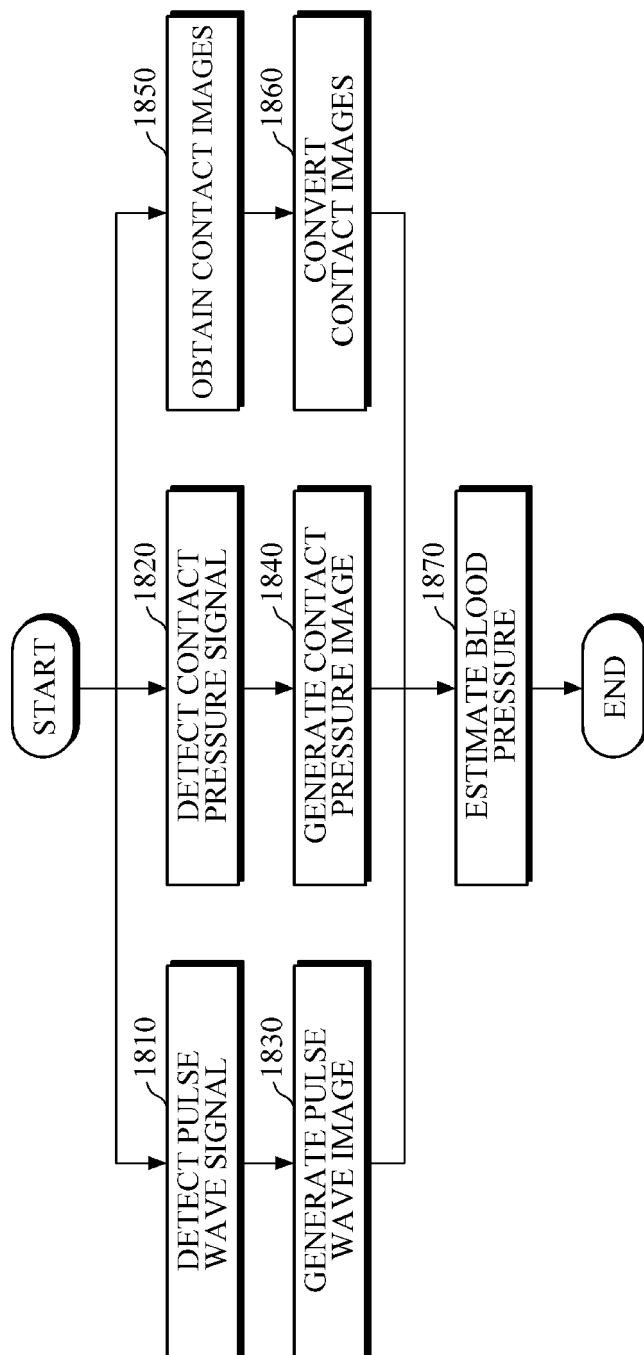 START
1810
DETECT PULSE
WAVE SIGNAL
1820
DETECT CONTACT
PRESSURE SIGNAL
1850
OBTAIN CONTACT IMAGES
1830
GENERATE PULSE
WAVE IMAGE
1840
GENERATE CONTACT
PRESSURE IMAGE
1860
CONVERT
CONTACT IMAGES
1870
ESTIMATE BLOOD
PRESSURE
END